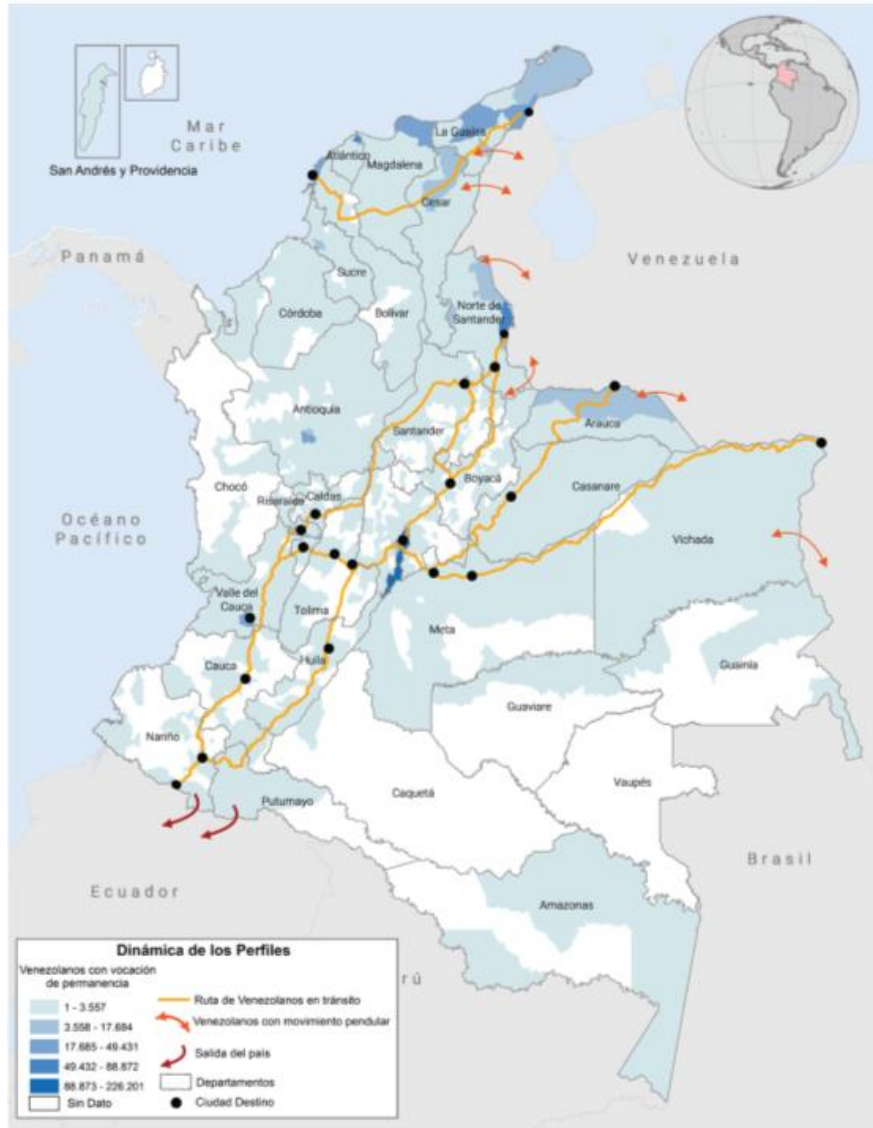 San Andrés y Providencia
Mar
Caribe
Panamá
Venezuela
Océano
Pacífico
Ecuador
rú
Brasil
La Guajira
Atlántico
Magdalena
Cesar
Sucre
Córdoba
Bolívar
Norte de
Santander
Antioquia
Santander
Arauca
Chocó
Boyacá
Casanare
Risaralda
Caldas
Vichada
Valle del
Cauca
Tolima
Meta
Cauca
Huila
Guainía
Guaviare
Nariño
Vaupés
Caquetá
Putumayo
Amazonas
Dinámica de los Perfiles
Venezolanos con vocación
de permanencia
1 - 3.557
3.558 - 17.684
17.685 - 49.431
49.432 - 88.872
88.873 - 226.201
Sin Dato
Ruta de Venezolanos en tránsito
Venezolanos con movimiento pendular
Salida del país
Departamentos
Ciudad Destino